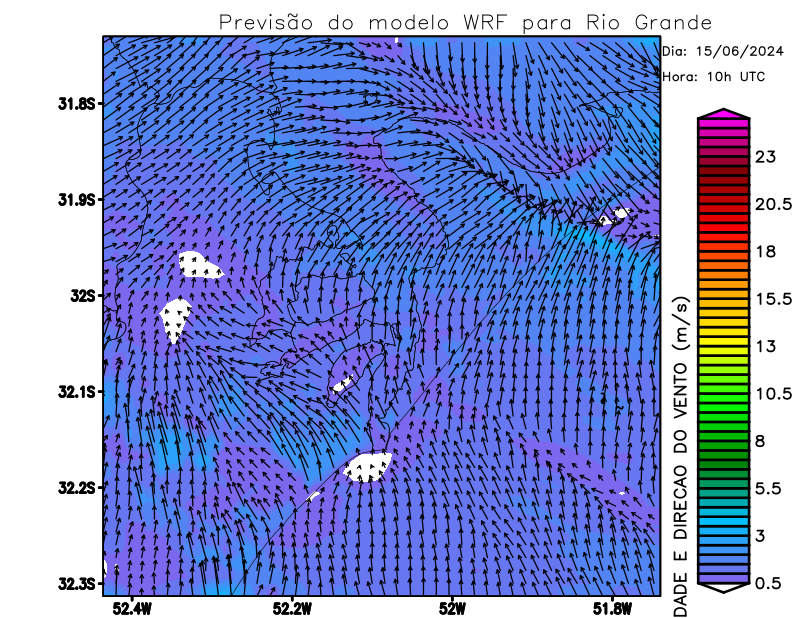 Previsão do modelo WRF para Rio Grande
Dia: 15/06/2024
Hora: 10h UTC
31.8S
31.9S
32S
32.1S
32.2S
32.3S
52.4W
52.2W
52W
51.8W
23
20.5
18
15.5
13
10.5
8
5.5
3
0.5
DADE E DIRECAO DO VENTO (m/s)